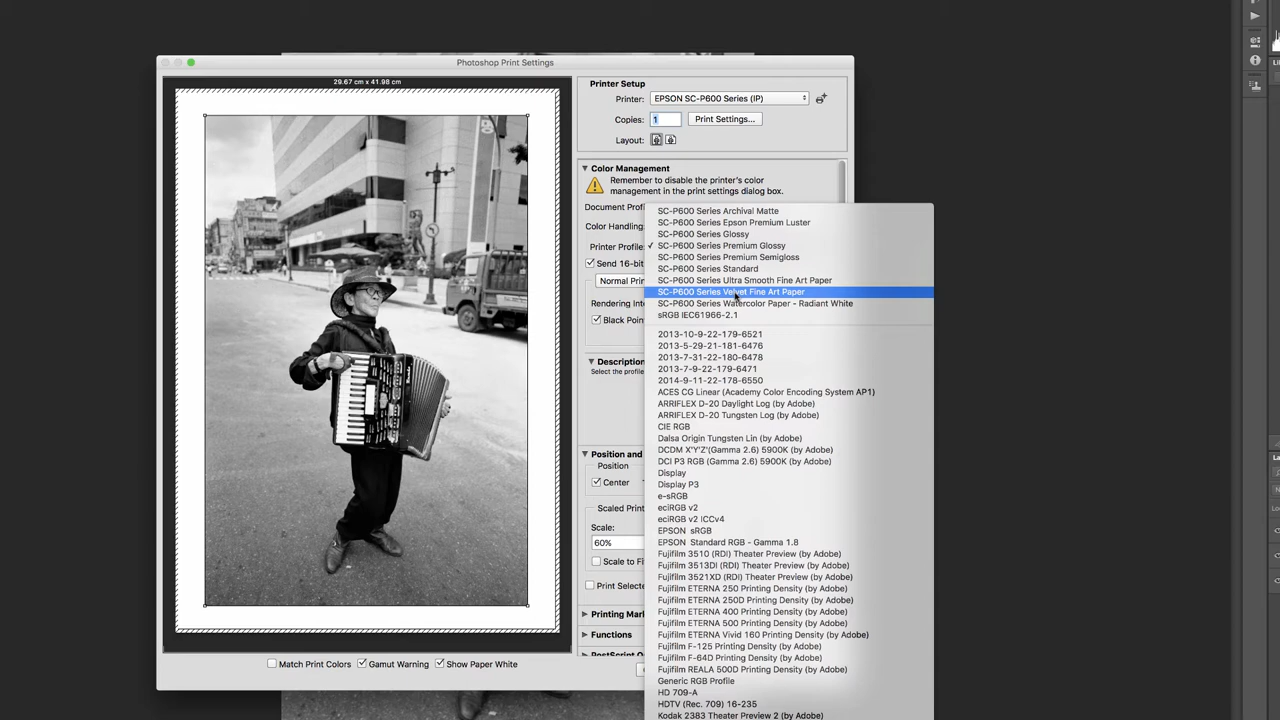 Photoshop Print Settings
29.67 cm x 41.98 cm
Printer Setup
Printer: EPSON SC-P600 Series (IP)
Copies: 1 Print Settings...
Layout:
Color Management
Remember to disable the printer's color
management in the print settings dialog box.
Document Profi
Color Handling:
Printer Profile:
Send 16-bit
Normal Prin
Rendering Inte
Black Poin
Description
Select the profile
Position and
Position
Center
Scaled Print
Scale:
60%
Scale to Fi
Print Selecte
Printing Mark
Functions
PostScript O
Match Print Colors Gamut Warning Show Paper White
SC-P600 Series Archival Matte
SC-P600 Series Epson Premium Luster
SC-P600 Series Glossy
✓ SC-P600 Series Premium Glossy
SC-P600 Series Premium Semigloss
SC-P600 Series Standard
SC-P600 Series Ultra Smooth Fine Art Paper
SC-P600 Series Velvet Fine Art Paper
SC-P600 Series Watercolor Paper - Radiant White
sRGB IEC61966-2.1
2013-10-9-22-179-6521
2013-5-29-21-181-6476
2013-7-31-22-180-6478
2013-7-9-22-179-6471
2014-9-11-22-178-6550
ACES CG Linear (Academy Color Encoding System AP1)
ARRIFLEX D-20 Daylight Log (by Adobe)
ARRIFLEX D-20 Tungsten Log (by Adobe)
CIE RGB
Dalsa Origin Tungsten Lin (by Adobe)
DCDM X'Y'Z'(Gamma 2.6) 5900K (by Adobe)
DCI P3 RGB (Gamma 2.6) 5900K (by Adobe)
Display
Display P3
e-sRGB
eciRGB v2
eciRGB v2 ICCv4
EPSON sRGB
EPSON Standard RGB - Gamma 1.8
Fujifilm 3510 (RDI) Theater Preview (by Adobe)
Fujifilm 3513DI (RDI) Theater Preview (by Adobe)
Fujifilm 3521XD (RDI) Theater Preview (by Adobe)
Fujifilm ETERNA 250 Printing Density (by Adobe)
Fujifilm ETERNA 250D Printing Density (by Adobe)
Fujifilm ETERNA 400 Printing Density (by Adobe)
Fujifilm ETERNA 500 Printing Density (by Adobe)
Fujifilm ETERNA Vivid 160 Printing Density (by Adobe)
Fujifilm F-125 Printing Density (by Adobe)
Fujifilm F-64D Printing Density (by Adobe)
Fujifilm REALA 500D Printing Density (by Adobe)
Generic RGB Profile
HD 709-A
HDTV (Rec. 709) 16-235
Kodak 2383 Theater Preview 2 (by Adobe)